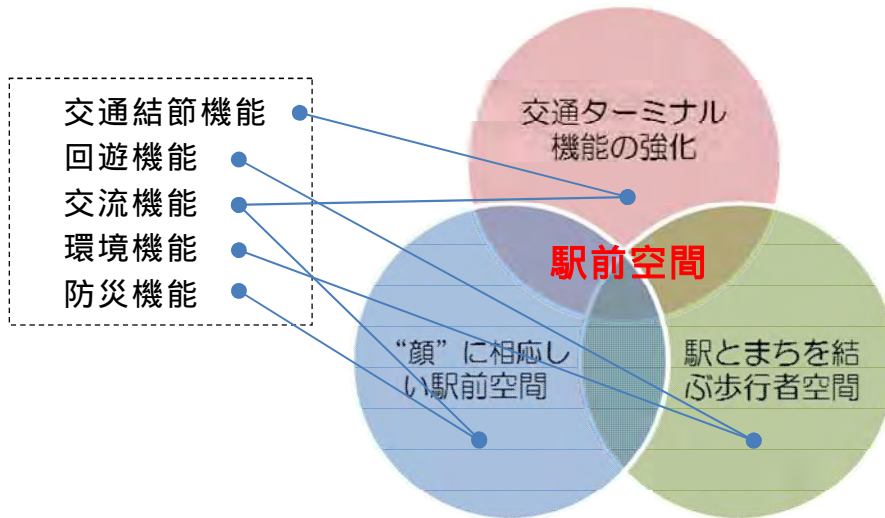 交通結節機能
回遊機能
交流機能
環境機能
防災機能
交通ターミナル
機能の強化
駅前空間
“顔”に相応し
い駅前空間
駅とまちを結
ぶ歩行者空間